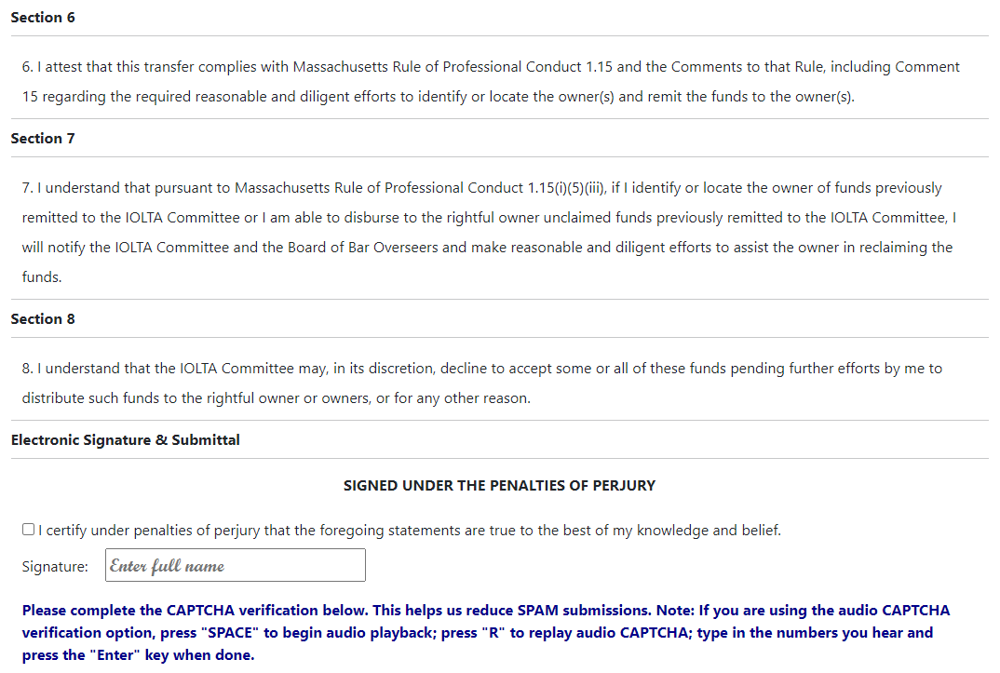 Section 6
6. I attest that this transfer complies with Massachusetts Rule of Professional Conduct 1.15 and the Comments to that Rule, including Comment
15 regarding the required reasonable and diligent efforts to identify or locate the owner(s) and remit the funds to the owner(s).
Section 7
7. I understand that pursuant to Massachusetts Rule of Professional Conduct 1.15(i)(5)(iii), if I identify or locate the owner of funds previously
remitted to the IOLTA Committee or I am able to disburse to the rightful owner unclaimed funds previously remitted to the IOLTA Committee, I
will notify the IOLTA Committee and the Board of Bar Overseers and make reasonable and diligent efforts to assist the owner in reclaiming the
funds.
Section 8
8. I understand that the IOLTA Committee may, in its discretion, decline to accept some or all of these funds pending further efforts by me to
distribute such funds to the rightful owner or owners, or for any other reason.
Electronic Signature & Submittal
SIGNED UNDER THE PENALTIES OF PERJURY
I certify under penalties of perjury that the foregoing statements are true to the best of my knowledge and belief.
Signature: Enter full name
Please complete the CAPTCHA verification below. This helps us reduce SPAM submissions. Note: If you are using the audio CAPTCHA
verification option, press "SPACE" to begin audio playback; press "R" to replay audio CAPTCHA; type in the numbers you hear and
press the "Enter" key when done.